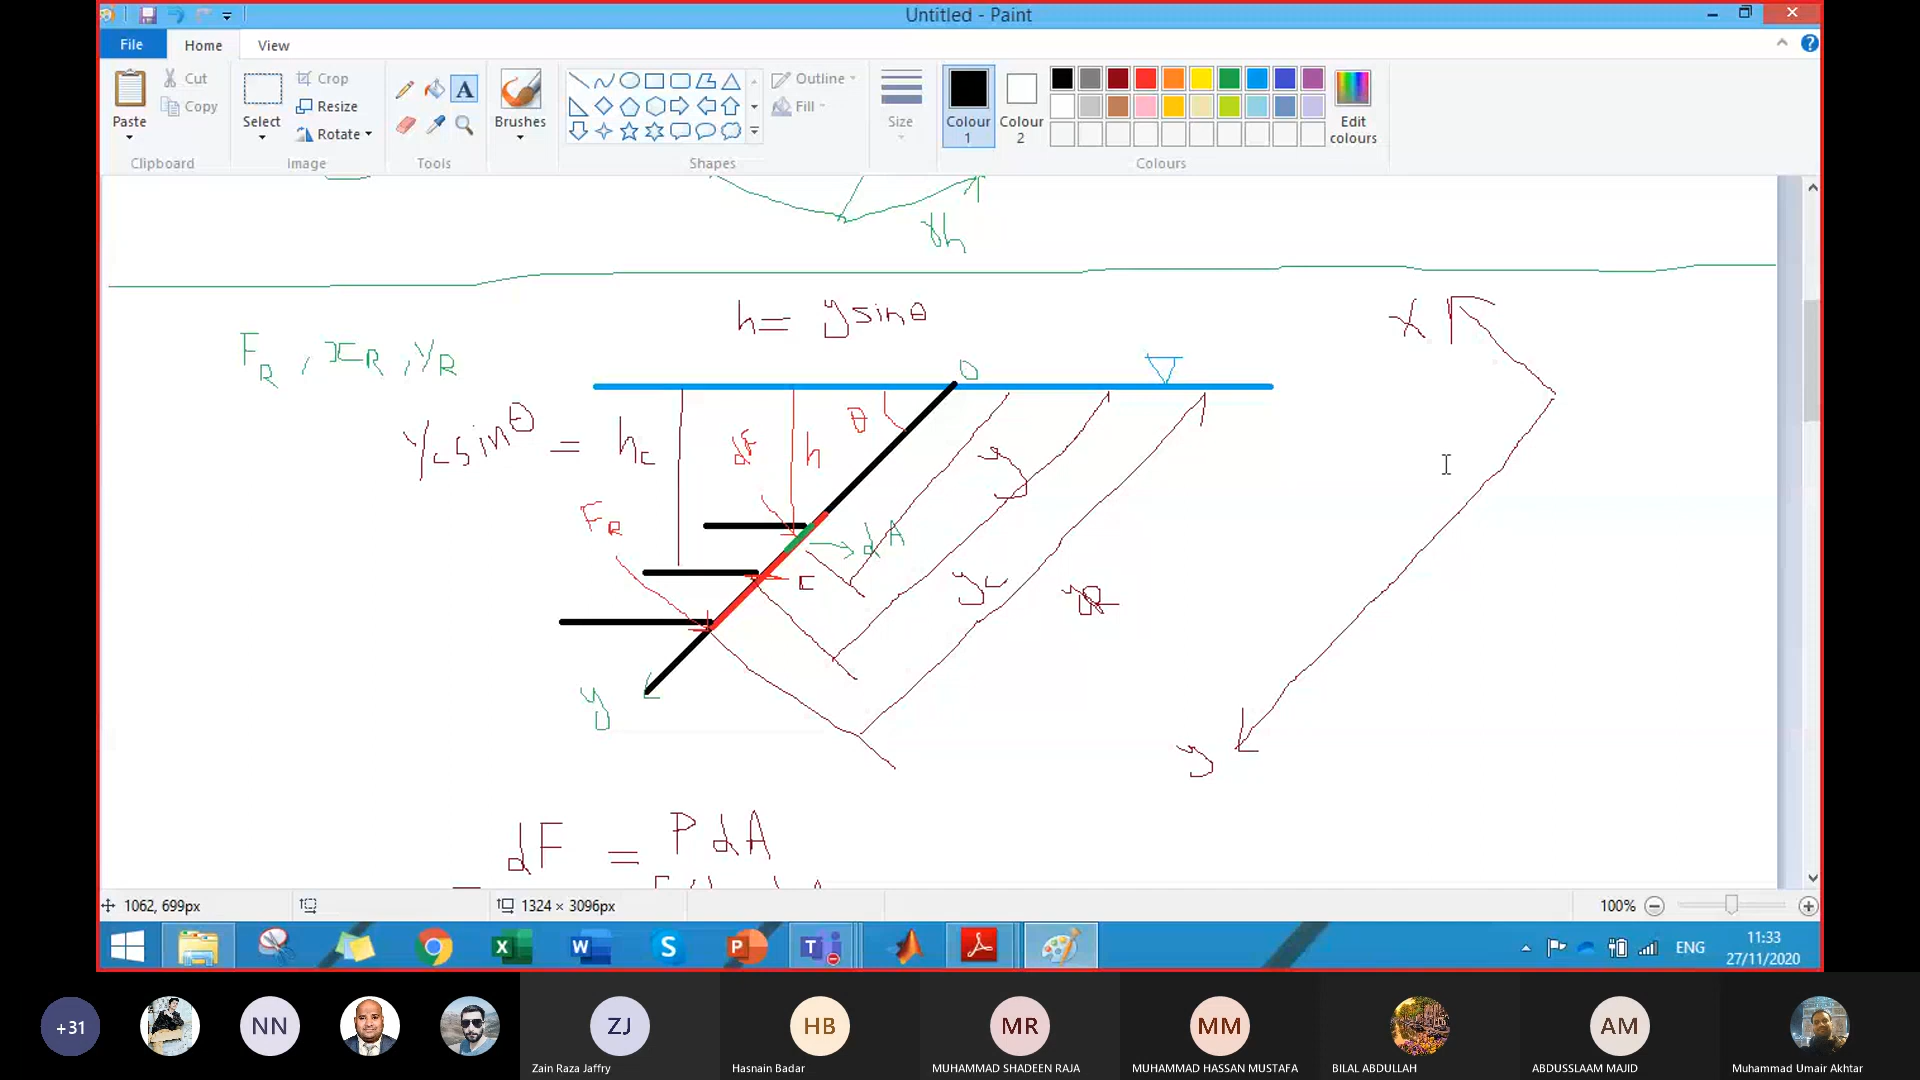 Untitled - Paint
File Home View
Paste Cut Copy
Clipboard
Select Crop Resize Rotate
Image
Tools
Brushes
Shapes
Outline Fill
Size
Colour 1 Colour 2
Edit colours
Colours
γh
h = y sinθ
F_R , x_R , y_R
X
O
y_c sinθ = h_c
θ
dF h
y
F_R
dA
c
y_c
y_R
y
y
dF = P dA
1062, 699px
1324 × 3096px
100%
ENG
11:33
27/11/2020
+31
NN
ZJ
HB
MR
MM
AM
Zain Raza Jaffry
Hasnain Badar
MUHAMMAD SHADEEN RAJA
MUHAMMAD HASSAN MUSTAFA
BILAL ABDULLAH
ABDUSSLAAM MAJID
Muhammad Umair Akhtar